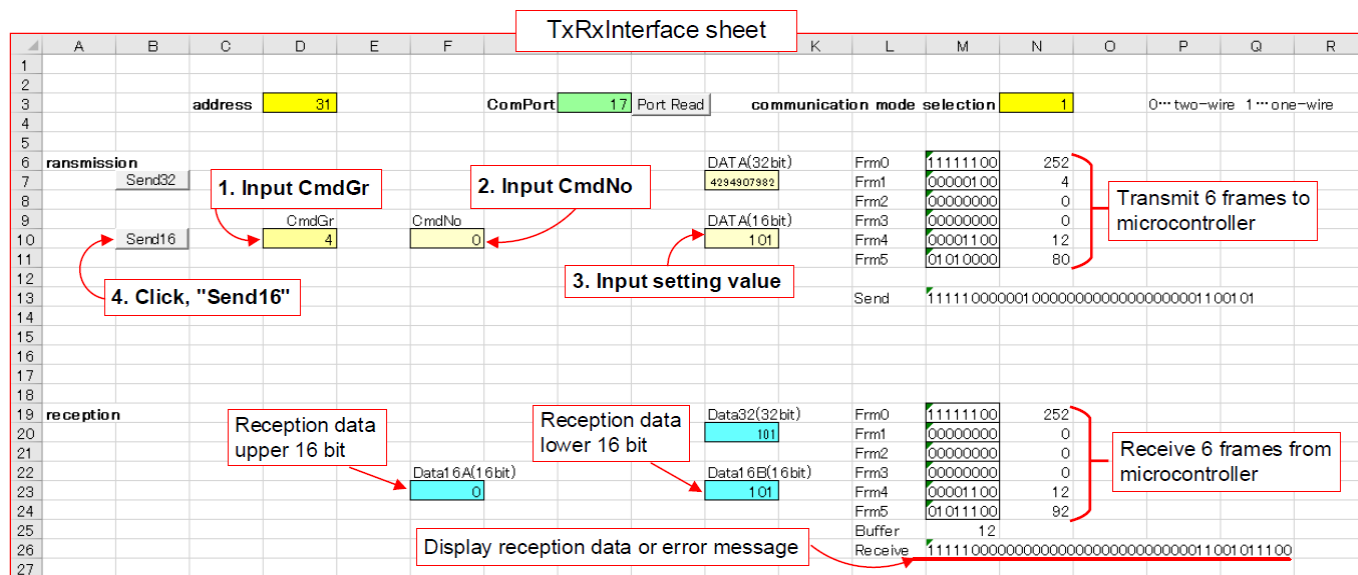 TxRxInterface sheet
A B C D E F K L M N O P Q R
1
2
3 address 31 ComPort 17 Port Read communication mode selection 1 0…two-wire 1…one-wire
4
5
6 ransmission DATA(32bit) Frm0 11111100 252
7 Send32 4294907982 Frm1 00000100 4
8 Frm2 00000000 0
9 CmdGr CmdNo DATA(16bit) Frm3 00000000 0
10 Send16 4 0 101 Frm4 00001100 12
11 Frm5 01010000 80
12
13 Send 1111100000010000000000000000000001100101
14
15
16
17
18
19 reception Data32(32bit) Frm0 11111100 252
20 101 Frm1 00000000 0
21 Frm2 00000000 0
22 Data16A(16bit) Data16B(16bit) Frm3 00000000 0
23 0 101 Frm4 00001100 12
24 Frm5 01011100 92
25 Buffer 12
26 Receive 11111000000000000000000000000000011001011100
27
1. Input CmdGr
2. Input CmdNo
3. Input setting value
4. Click, "Send16"
Transmit 6 frames to
microcontroller
Reception data
upper 16 bit
Reception data
lower 16 bit
Receive 6 frames from
microcontroller
Display reception data or error message